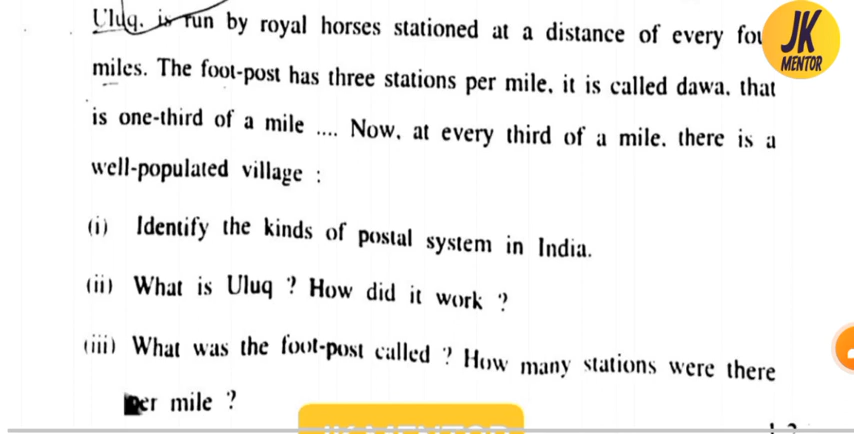 Uluq, is run by royal horses stationed at a distance of every fou
miles. The foot-post has three stations per mile, it is called dawa, that
is one-third of a mile .... Now, at every third of a mile. there is a
well-populated village :
(i) Identify the kinds of postal system in India.
(ii) What is Uluq ? How did it work ?
(iii) What was the foot-post called ? How many stations were there
per mile ?
JK
MENTOR